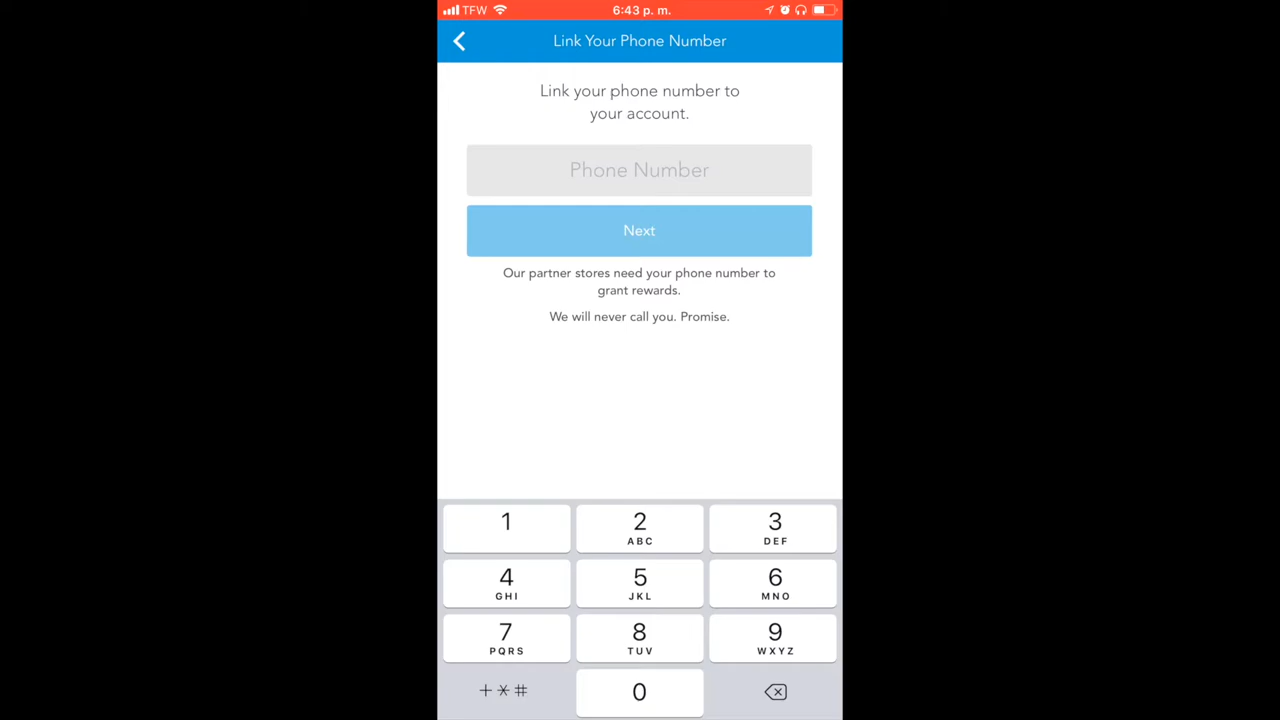 TFW 6:43 p. m.
Link Your Phone Number
Link your phone number to
your account.
Phone Number
Next
Our partner stores need your phone number to
grant rewards.
We will never call you. Promise.
1 2 3
ABC DEF
4 5 6
GHI JKL MNO
7 8 9
PQRS TUV WXYZ
+*# 0